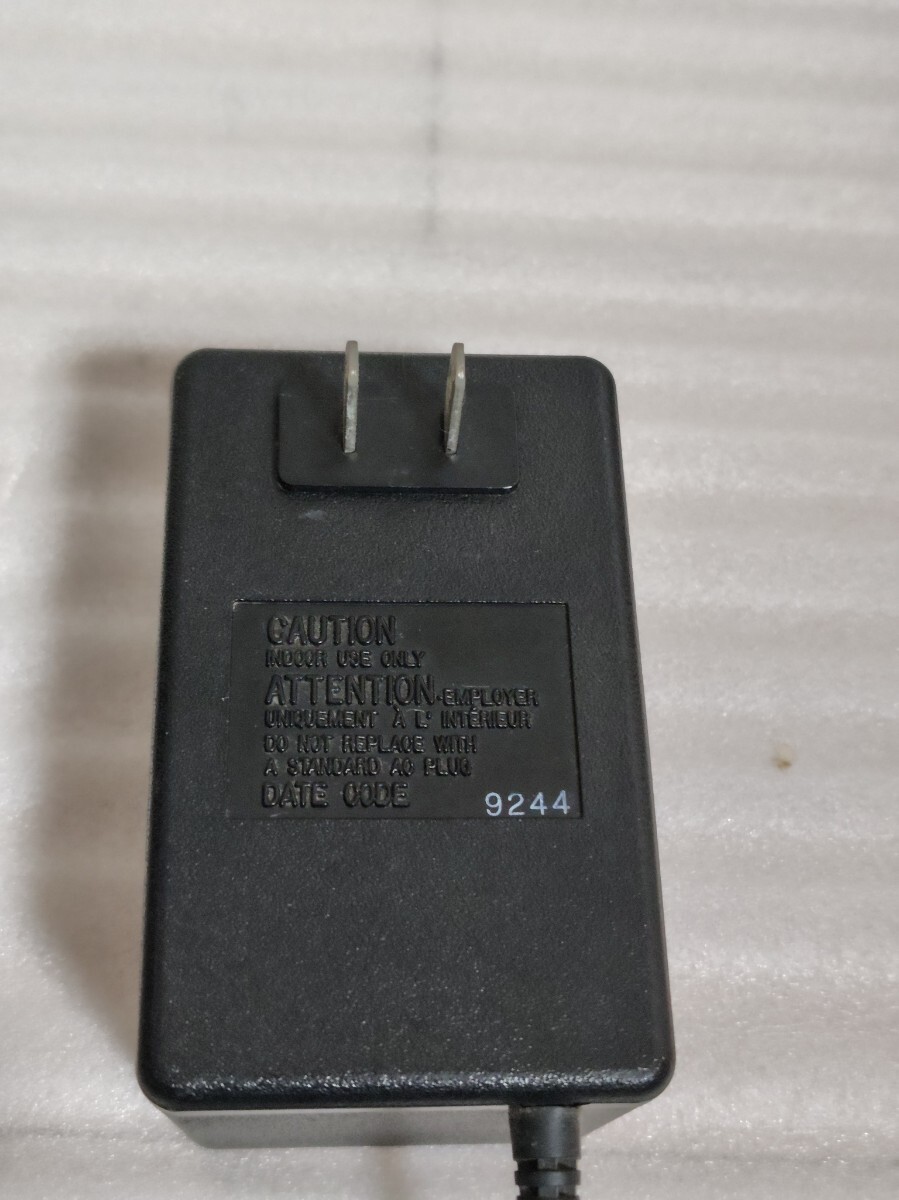 CAUTION
INDOOR USE ONLY
ATTENTION-EMPLOYER
UNIQUEMENT À L' INTÉRIEUR
DO NOT REPLACE WITH
A STANDARD AC PLUG
DATE CODE 9244